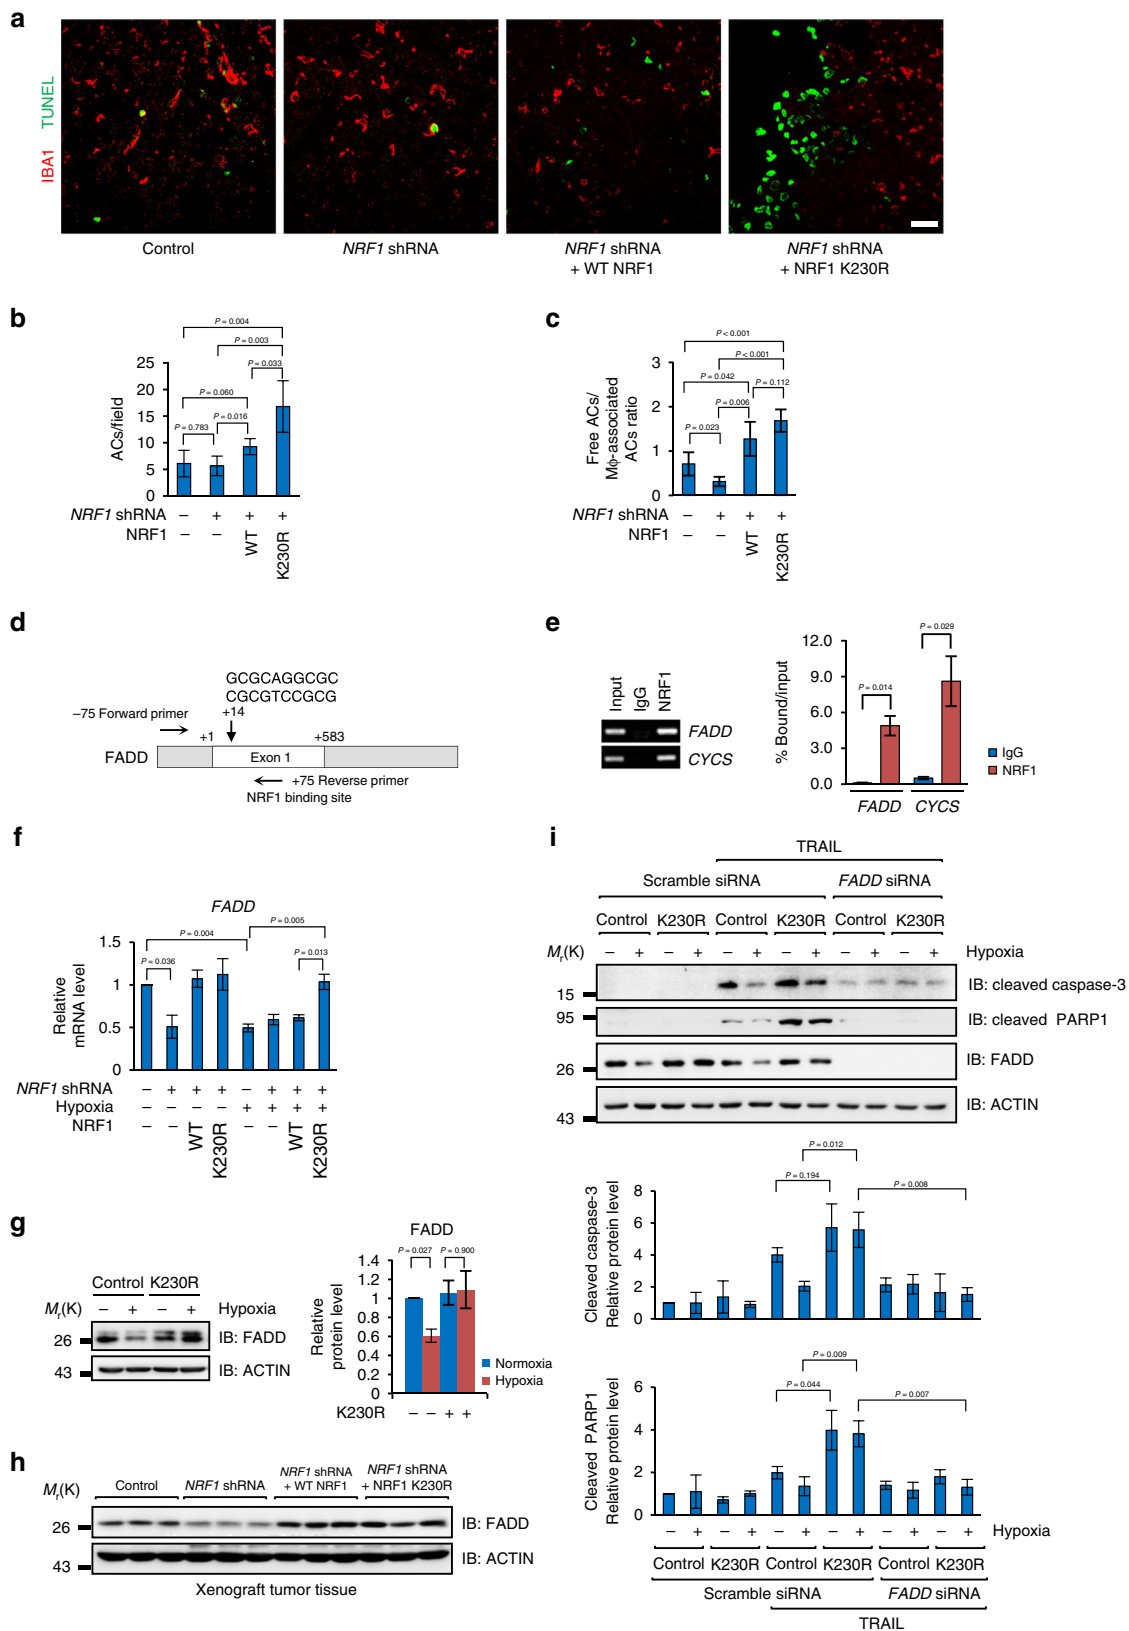 a
IBA1 TUNEL
Control
NRF1 shRNA
NRF1 shRNA
+ WT NRF1
NRF1 shRNA
+ NRF1 K230R
b
P = 0.004
P = 0.003
P = 0.033
P = 0.060
P = 0.016
P = 0.783
ACs/field
25
20
15
10
5
0
NRF1 shRNA – + + +
NRF1 – – WT K230R
c
P < 0.001
P < 0.001
P = 0.042
P = 0.112
P = 0.006
P = 0.023
Free ACs/
Mϕ-associated
ACs ratio
3
2
1
0
NRF1 shRNA – + + +
NRF1 – – WT K230R
d
GCGCAGGCGC
CGCGTCCGCG
–75 Forward primer
+14
+1
+583
FADD
Exon 1
+75 Reverse primer
NRF1 binding site
e
Input IgG NRF1
FADD
CYCS
P = 0.029
P = 0.014
% Bound/input
12.0
9.0
6.0
3.0
0.0
FADD CYCS
IgG
NRF1
f
FADD
P = 0.005
P = 0.004
P = 0.036
P = 0.013
Relative
mRNA level
1.5
1
0.5
0
NRF1 shRNA – + + + – + + +
Hypoxia – – – – + + + +
NRF1 – – WT K230R – – WT K230R
g
Control K230R
Mr(K) – + – + Hypoxia
26 IB: FADD
43 IB: ACTIN
FADD
P = 0.027 P = 0.900
Relative
protein level
1.4
1.2
1
0.8
0.6
0.4
0.2
0
Normoxia
Hypoxia
K230R – – + +
h
Mr(K)
Control
NRF1 shRNA
NRF1 shRNA
+ WT NRF1
NRF1 shRNA
+ NRF1 K230R
26 IB: FADD
43 IB: ACTIN
Xenograft tumor tissue
i
TRAIL
Scramble siRNA FADD siRNA
Control K230R Control K230R Control K230R
Mr(K) – + – + – + – + – + – + Hypoxia
15 IB: cleaved caspase-3
95 IB: cleaved PARP1
26 IB: FADD
43 IB: ACTIN
P = 0.012
P = 0.194
P = 0.008
Cleaved caspase-3
Relative protein level
8
6
4
2
0
P = 0.009
P = 0.044
P = 0.007
Cleaved PARP1
Relative protein level
6
4
2
0
– + – + – + – + – + – + Hypoxia
Control K230R Control K230R Control K230R
Scramble siRNA FADD siRNA
TRAIL